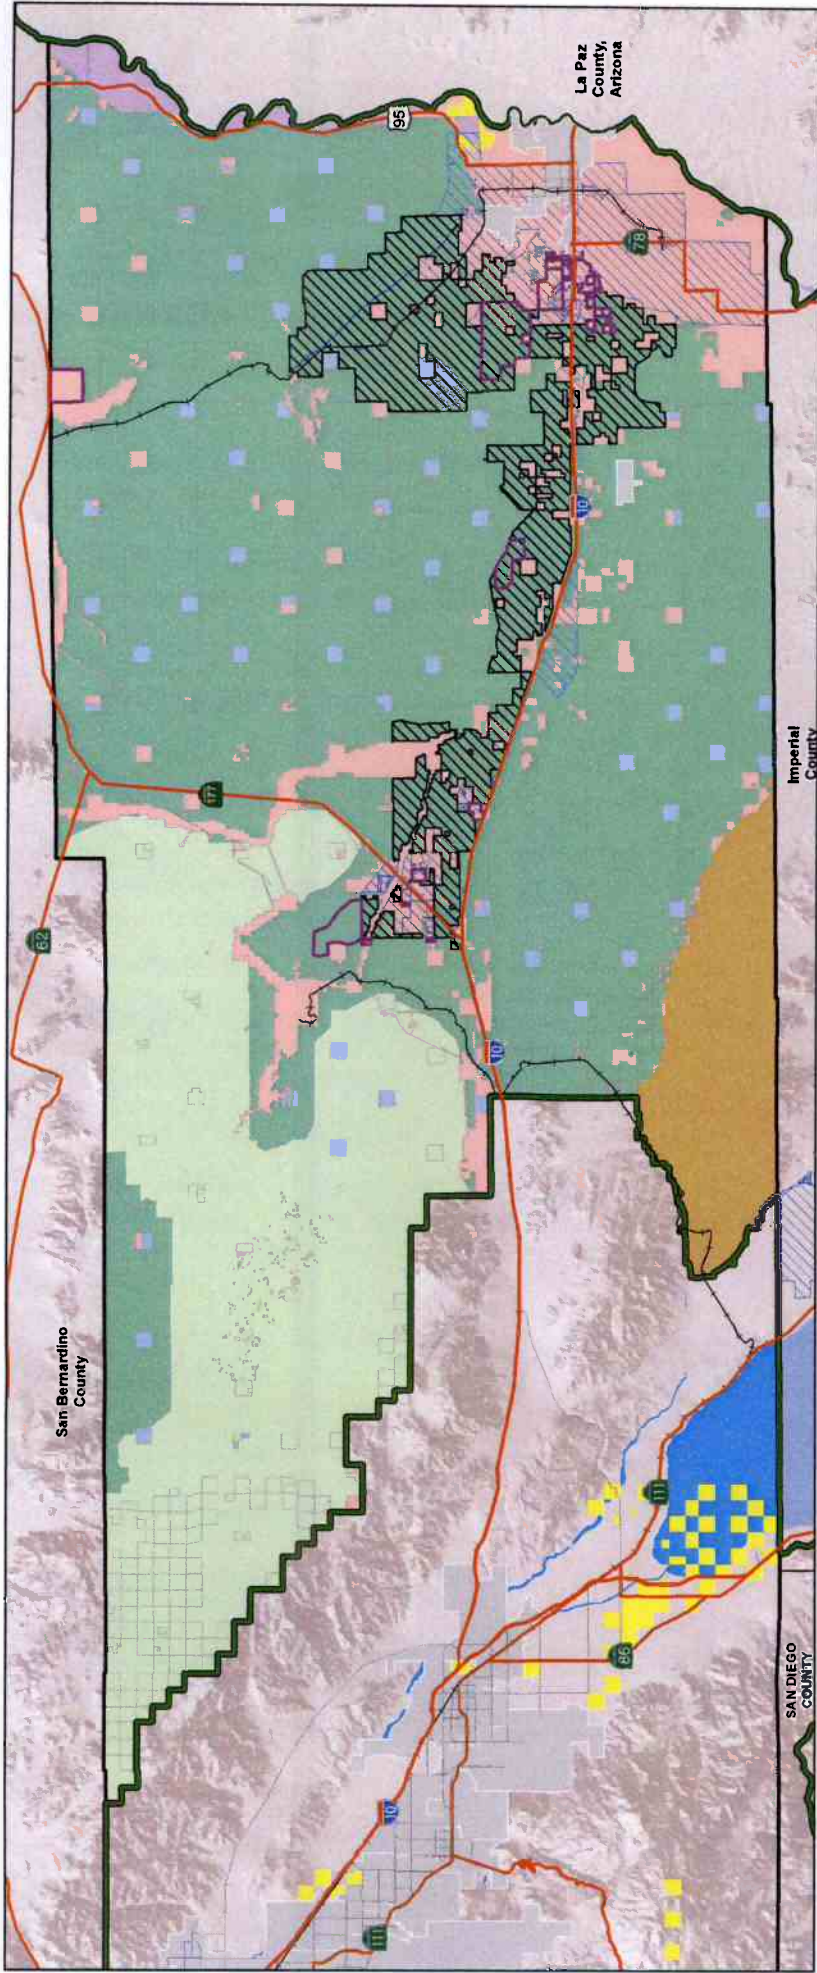 La Paz
County,
Arizona
95
78
10
177
62
10
Imperial
County
San Bernardino
County
111
86
SAN DIEGO
COUNTY
10
111